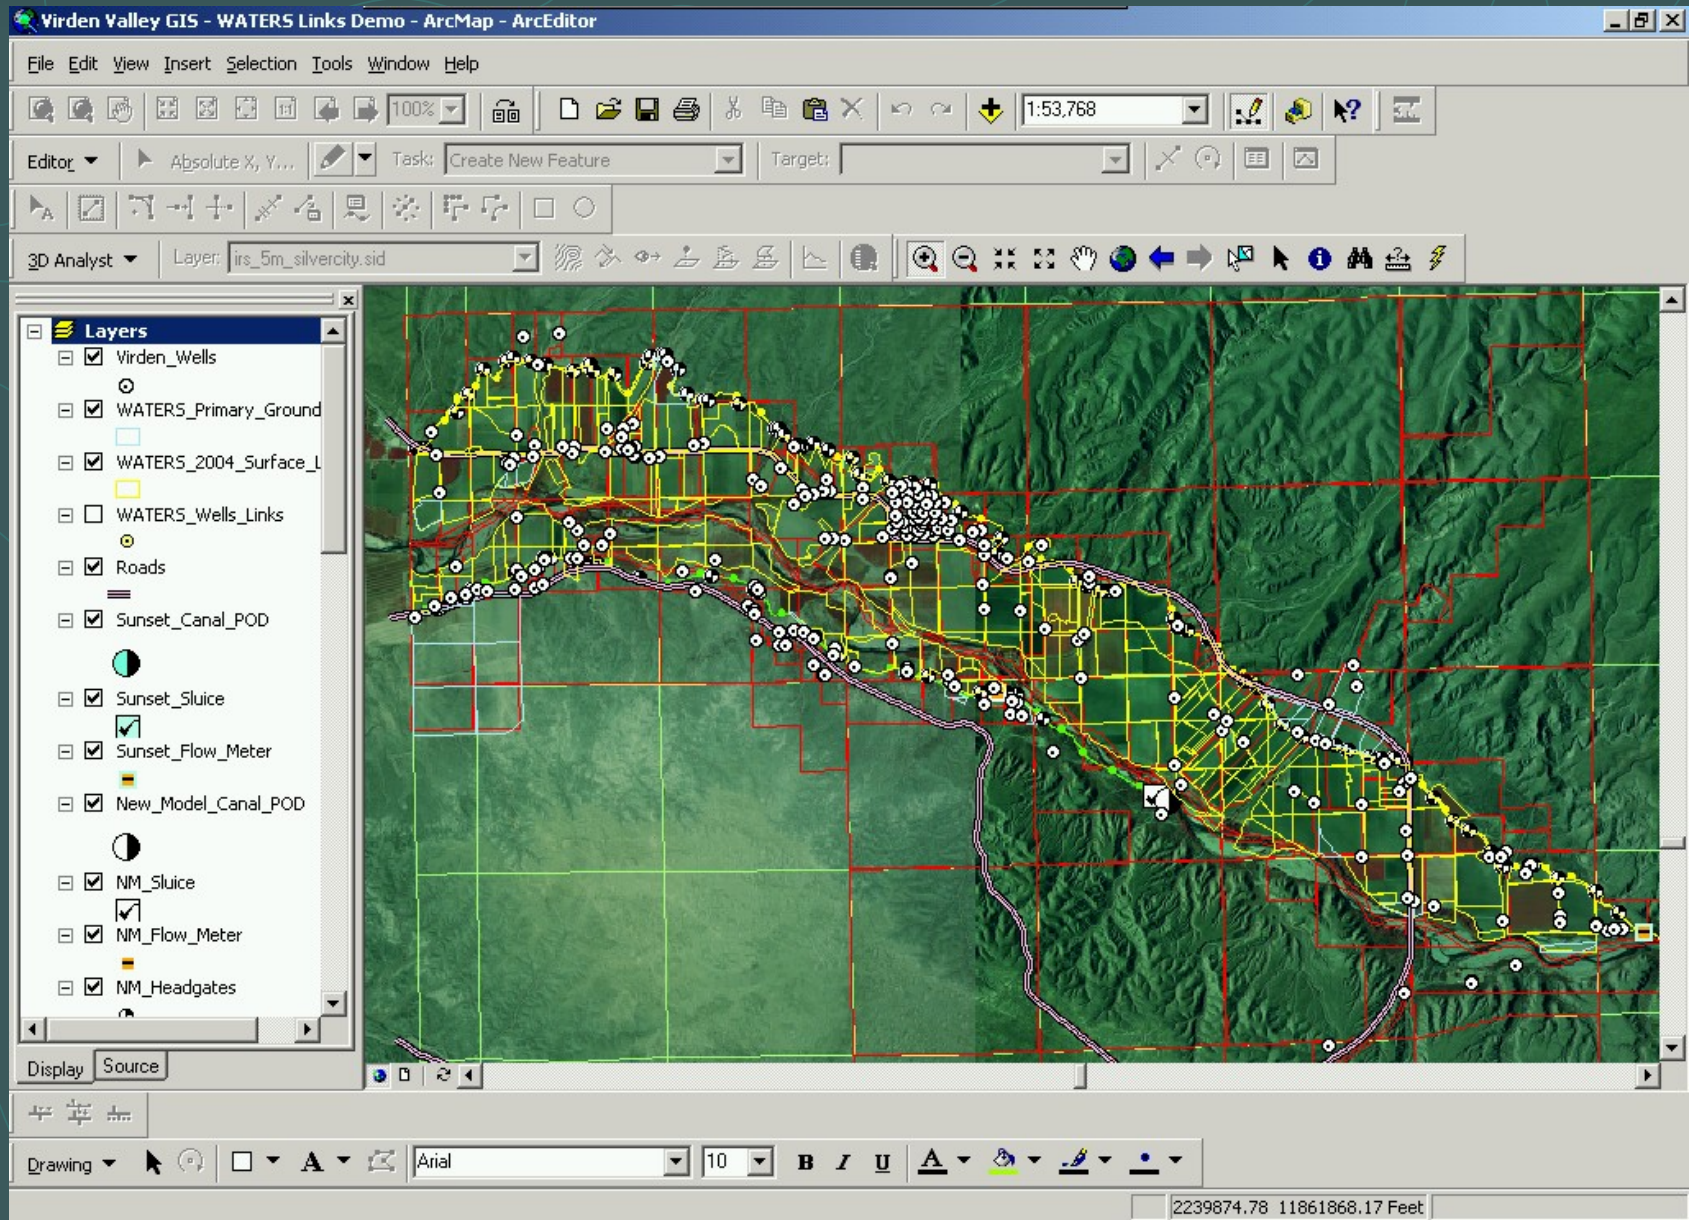 Virden Valley GIS - WATERS Links Demo - ArcMap - ArcEditor
File Edit View Insert Selection Tools Window Help
100% 1:53,768
Editor Absolute X, Y... Task: Create New Feature Target:
3D Analyst Layer: irs_5m_silvercity.sid
Layers
Virden_Wells
WATERS_Primary_Ground
WATERS_2004_Surface_L
WATERS_Wells_Links
Roads
Sunset_Canal_POD
Sunset_Sluice
Sunset_Flow_Meter
New_Model_Canal_POD
NM_Sluice
NM_Flow_Meter
NM_Headgates
Display Source
Drawing A Arial 10 B I U A
2239874.78 11861868.17 Feet